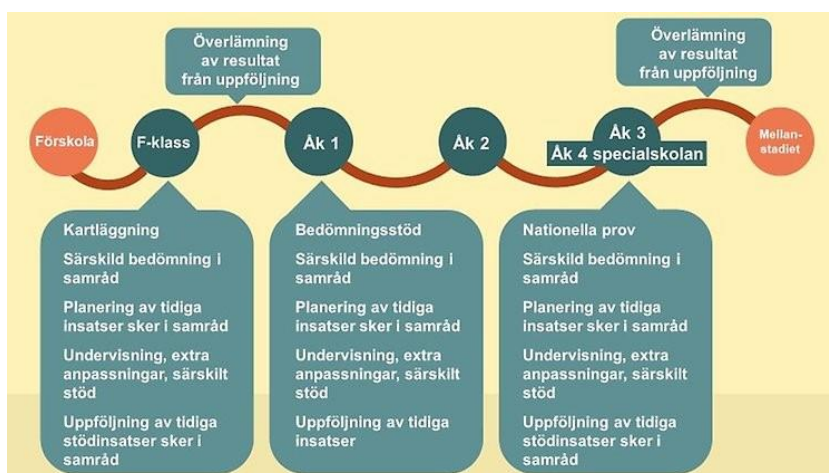 Överlämning
av resultat
från uppföljning
Överlämning
av resultat
från uppföljning
Förskola
F-klass
Åk 1
Åk 2
Åk 3
Åk 4 specialskolan
Mellan-
stadiet
Kartläggning
Särskild bedömning i
samråd
Planering av tidiga
insatser sker i samråd
Undervisning, extra
anpassningar, särskilt
stöd
Uppföljning av tidiga
stödinsatser sker i
samråd
Bedömningsstöd
Särskild bedömning i
samråd
Planering av tidiga
insatser sker i samråd
Undervisning, extra
anpassningar, särskilt
stöd
Uppföljning av tidiga
insatser
Nationella prov
Särskild bedömning i
samråd
Planering av tidiga
insatser sker i samråd
Undervisning, extra
anpassningar, särskilt
stöd
Uppföljning av tidiga
stödinsatser sker i
samråd